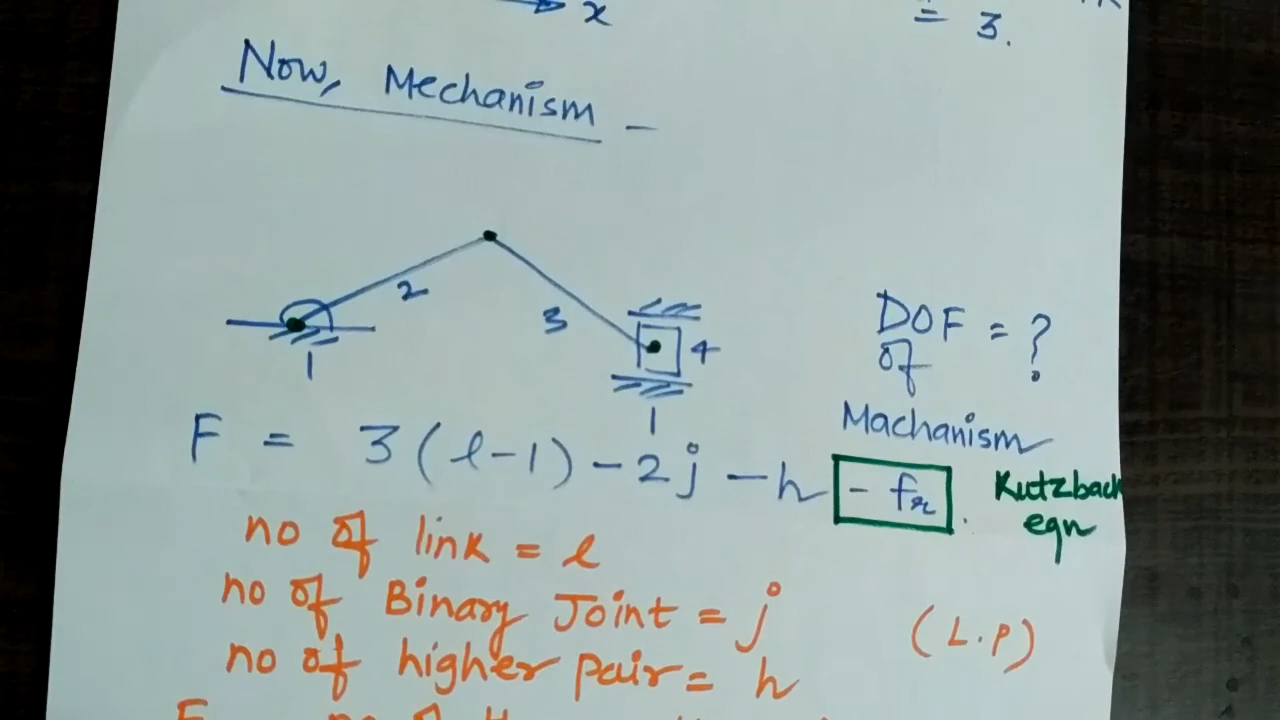 x
= 3.
Now, Mechanism -
2
3
4
1
1
DOF = ?
of
Machanism
F = 3(l-1) - 2j - h - fr.
Kutzback
eqn
no of link = l
no of Binary Joint = j (L.P)
no of higher pair = h